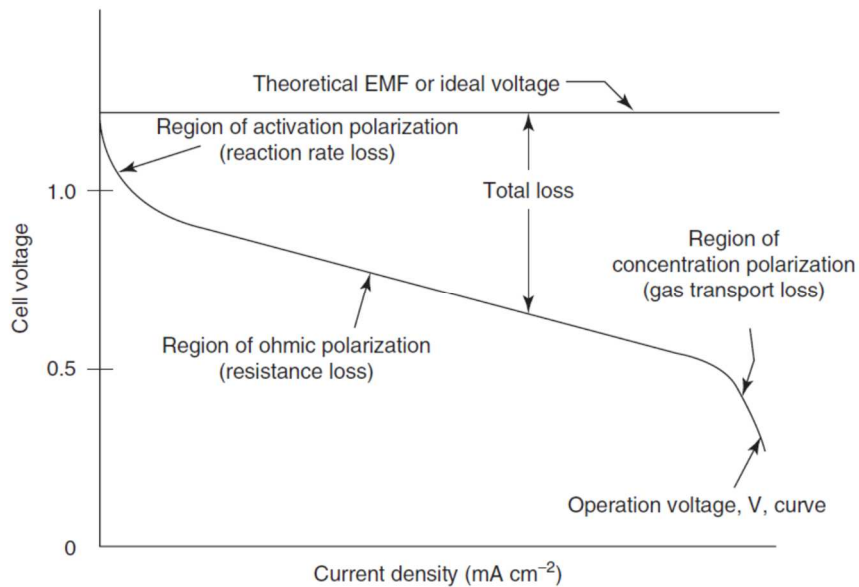 Theoretical EMF or ideal voltage
Region of activation polarization
(reaction rate loss)
Total loss
1.0
Region of
concentration polarization
(gas transport loss)
Cell voltage
Region of ohmic polarization
(resistance loss)
0.5
Operation voltage, V, curve
0
Current density (mA cm⁻²)